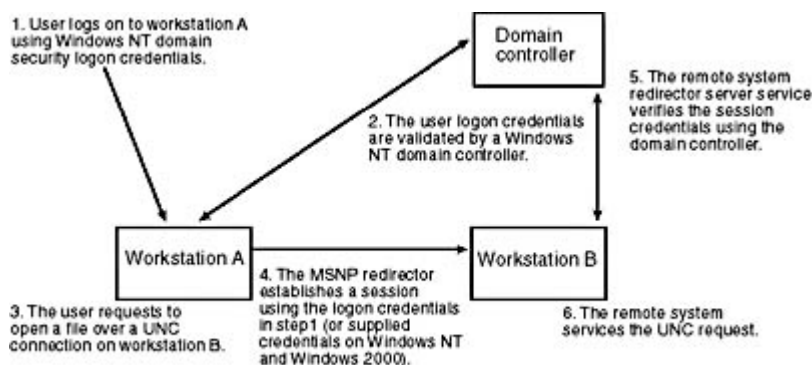 1. User logs on to workstation A
using Windows NT domain
security logon credentials.
Domain
controller
5. The remote system
redirector server service
verifies the session
credentials using the
domain controller.
2. The user logon credentials
are validated by a Windows
NT domain controller.
Workstation A
Workstation B
3. The user requests to
open a file over a UNC
connection on workstation B.
4. The MSNP redirector
establishes a session
using the logon credentials
in step1 (or supplied
credentials on Windows NT
and Windows 2000).
6. The remote system
services the UNC request.